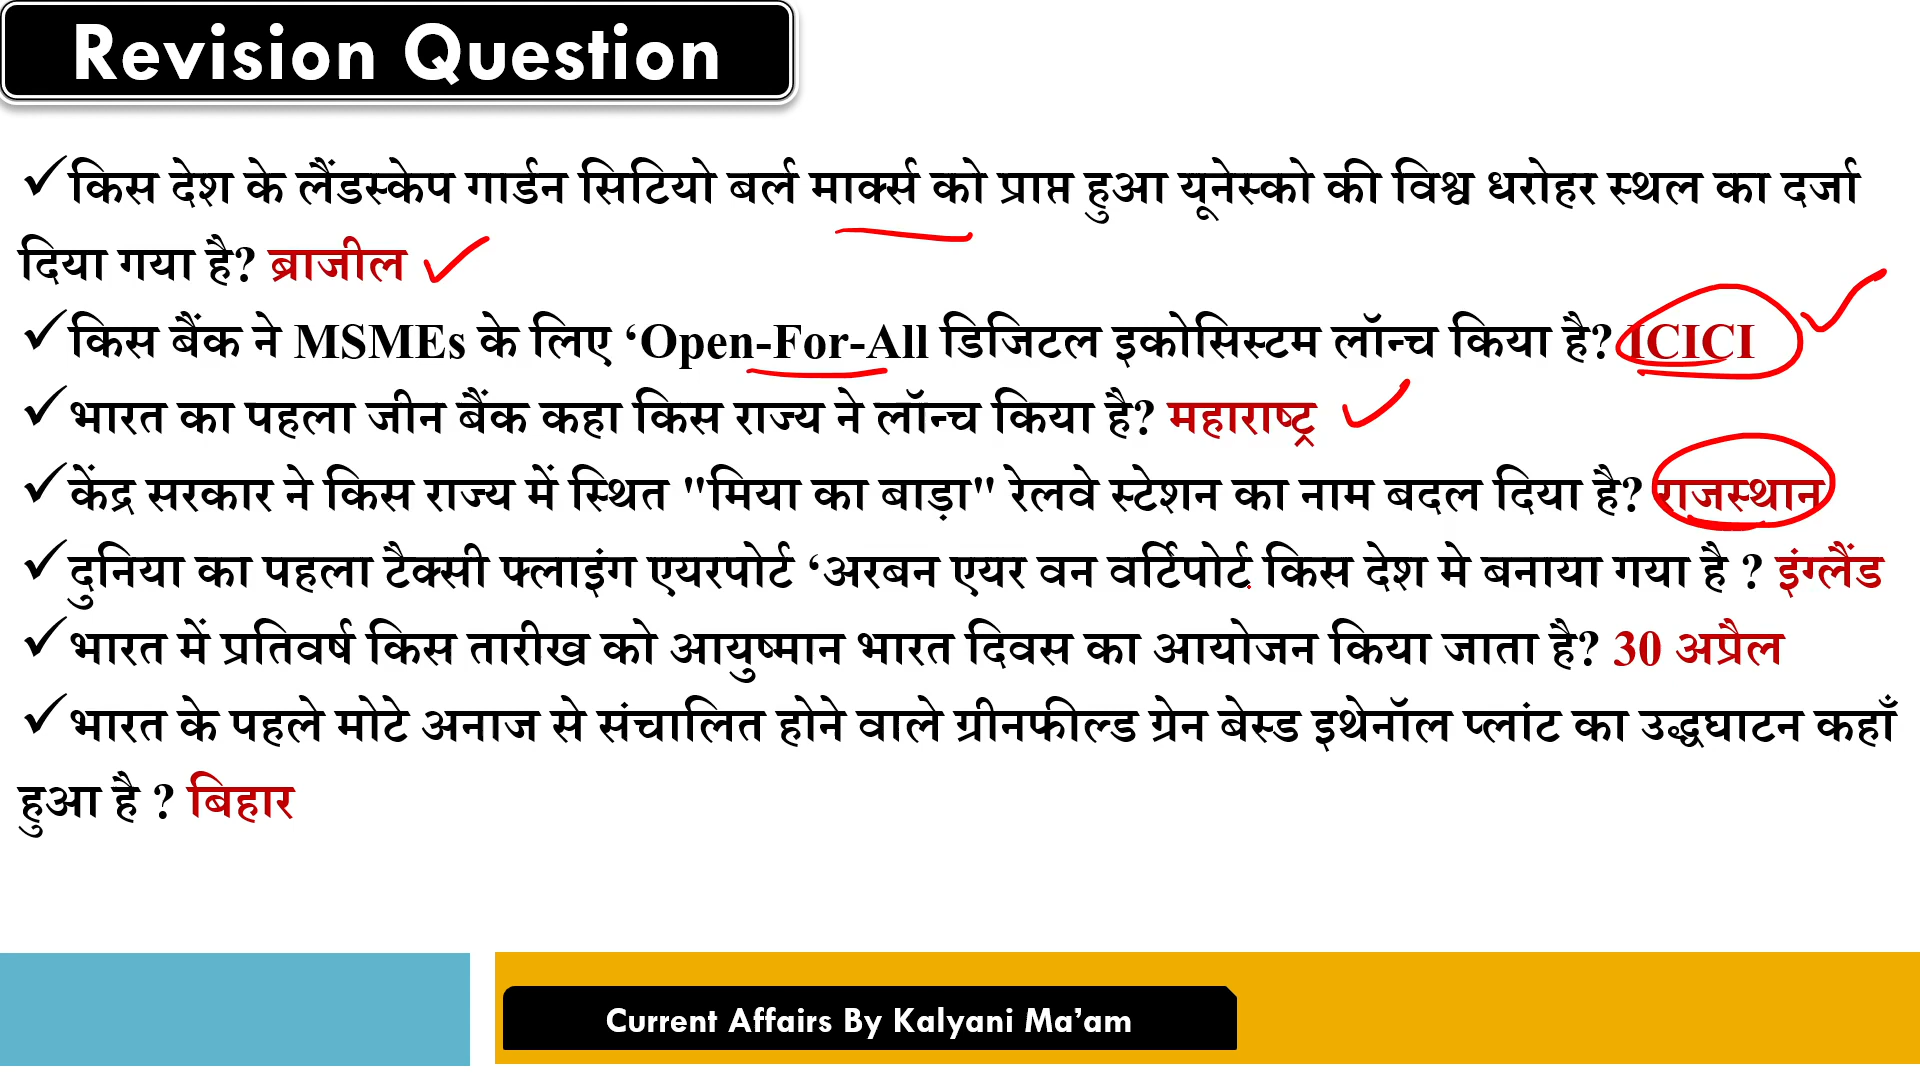 Revision Question
✓किस देश के लैंडस्केप गार्डन सिटियो बर्ल मार्क्स को प्राप्त हुआ यूनेस्को की विश्व धरोहर स्थल का दर्जा
दिया गया है? ब्राजील
✓किस बैंक ने MSMEs के लिए ‘Open-For-All डिजिटल इकोसिस्टम लॉन्च किया है? ICICI
✓भारत का पहला जीन बैंक कहा किस राज्य ने लॉन्च किया है? महाराष्ट्र
✓केंद्र सरकार ने किस राज्य में स्थित "मिया का बाड़ा" रेलवे स्टेशन का नाम बदल दिया है? राजस्थान
✓दुनिया का पहला टैक्सी फ्लाइंग एयरपोर्ट ‘अरबन एयर वन वर्टिपोर्ट किस देश मे बनाया गया है ? इंग्लैंड
✓भारत में प्रतिवर्ष किस तारीख को आयुष्मान भारत दिवस का आयोजन किया जाता है? 30 अप्रैल
✓भारत के पहले मोटे अनाज से संचालित होने वाले ग्रीनफील्ड ग्रेन बेस्ड इथेनॉल प्लांट का उद्धघाटन कहाँ
हुआ है ? बिहार
Current Affairs By Kalyani Ma’am